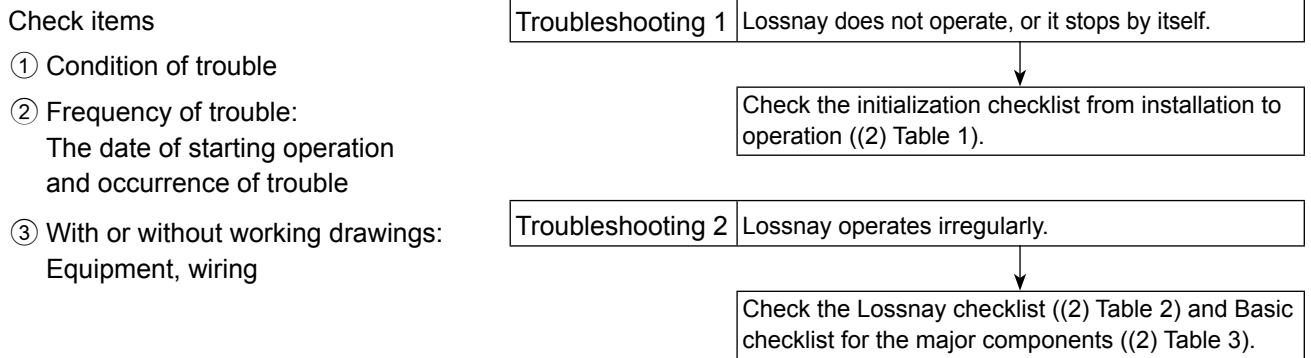 Check items
① Condition of trouble
② Frequency of trouble:
The date of starting operation
and occurrence of trouble
③ With or without working drawings:
Equipment, wiring
Troubleshooting 1
Lossnay does not operate, or it stops by itself.
Check the initialization checklist from installation to
operation ((2) Table 1).
Troubleshooting 2
Lossnay operates irregularly.
Check the Lossnay checklist ((2) Table 2) and Basic
checklist for the major components ((2) Table 3).